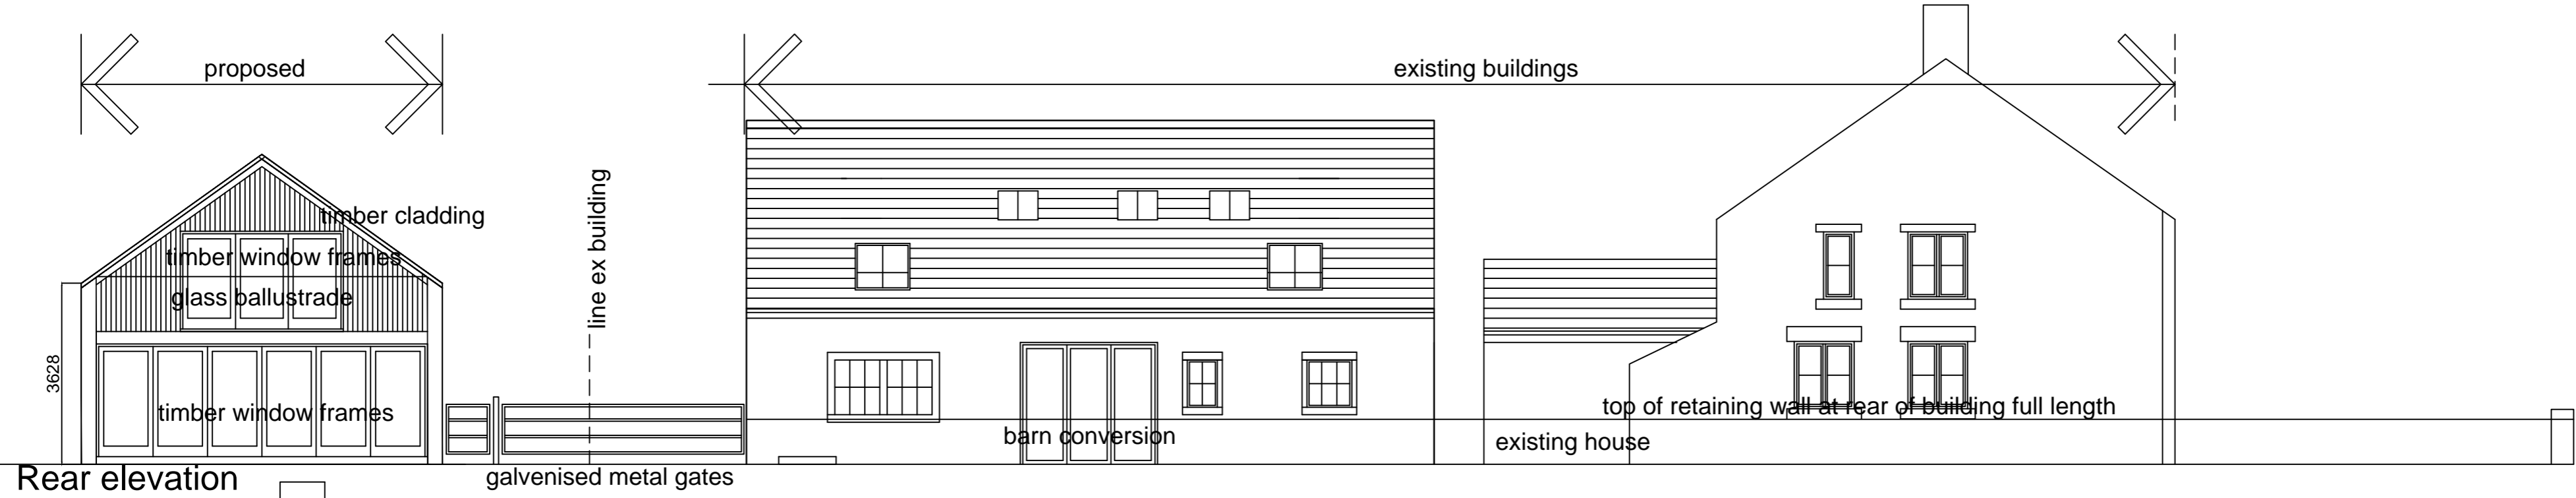 proposed
existing buildings
timber cladding
line ex building
timber window frames
glass ballustrade
3628
timber window frames
top of retaining wall at rear of building full length
barn conversion
existing house
Rear elevation
galvenised metal gates